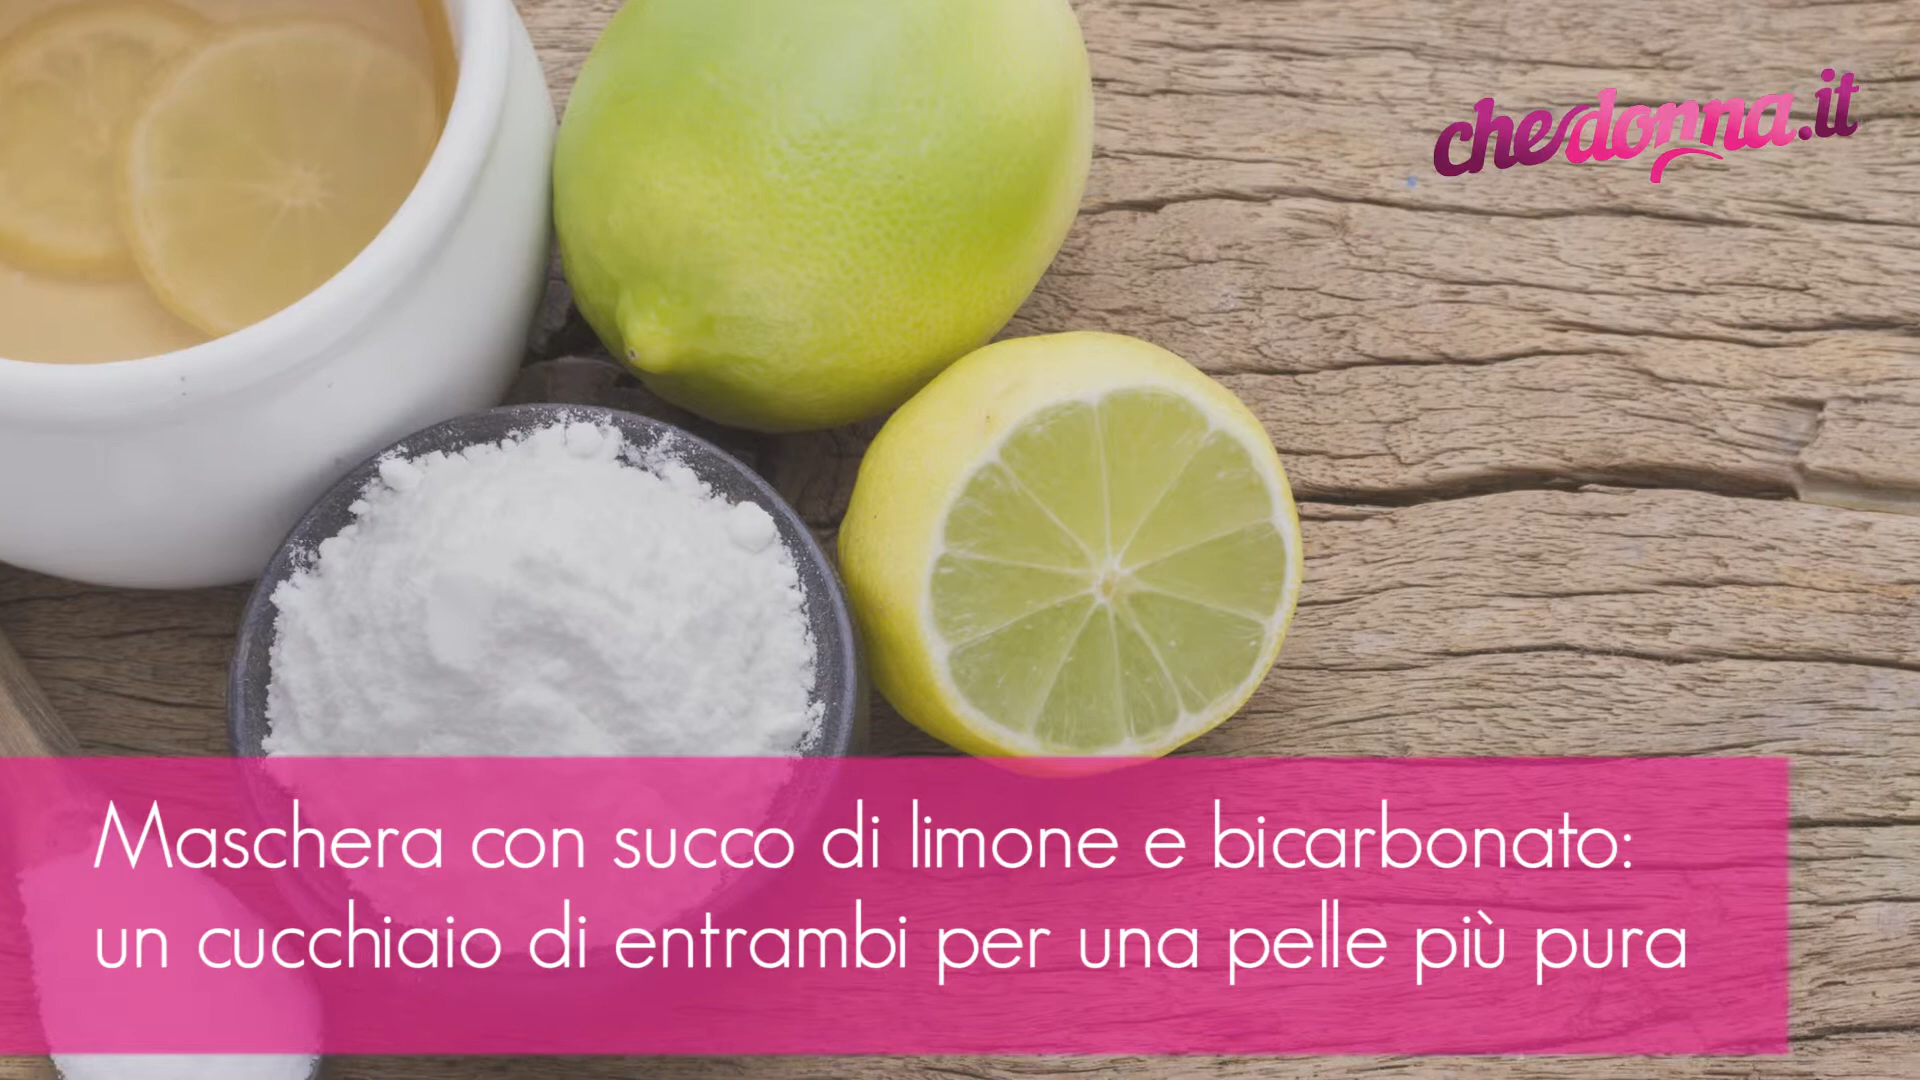 chedonna.it
Maschera con succo di limone e bicarbonato:
un cucchiaio di entrambi per una pelle più pura